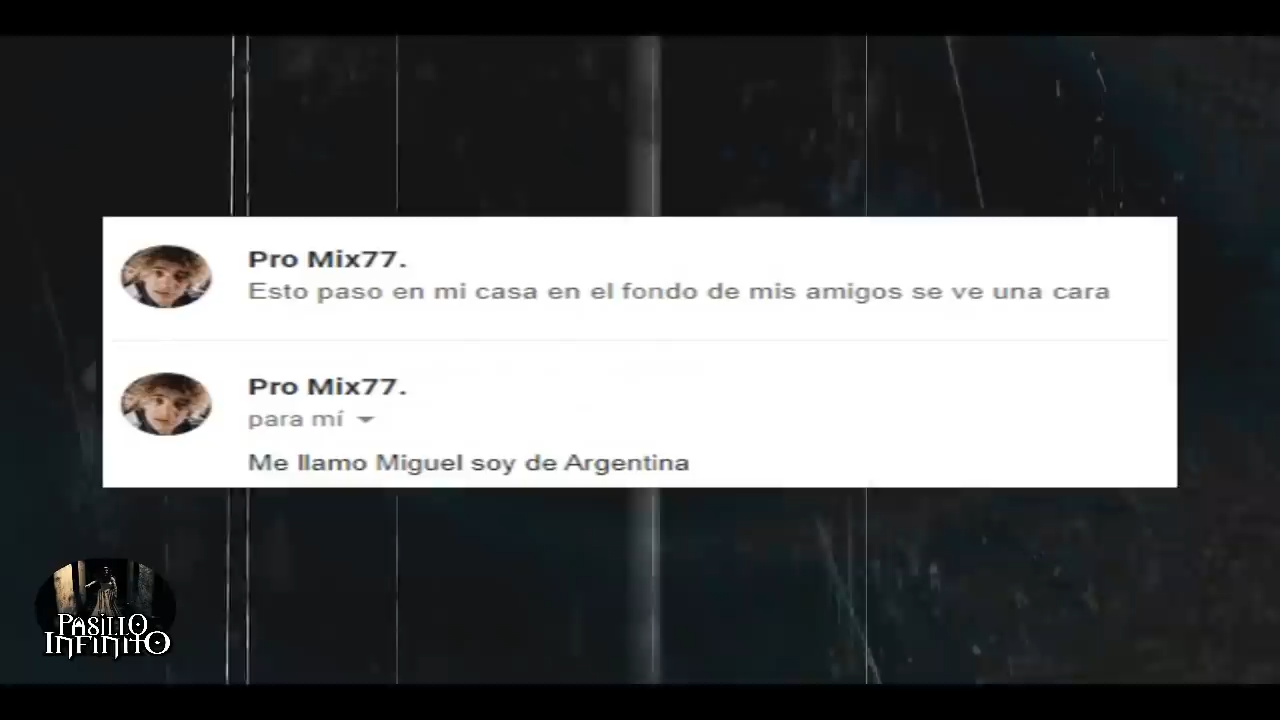 Pro Mix77.
Esto paso en mi casa en el fondo de mis amigos se ve una cara
Pro Mix77.
para mí
Me llamo Miguel soy de Argentina
PASILLO
INFINITO